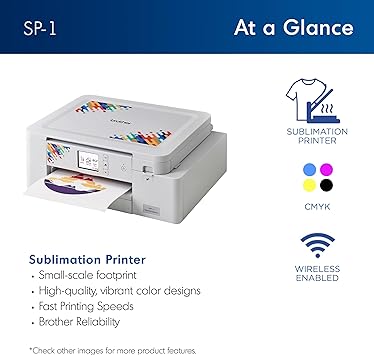 SP-1
At a Glance
brother
SUBLIMATION
PRINTER
CMYK
WIRELESS
ENABLED
Sublimation Printer
• Small-scale footprint
• High-quality, vibrant color designs
• Fast Printing Speeds
• Brother Reliability
*Check other images for more product features.